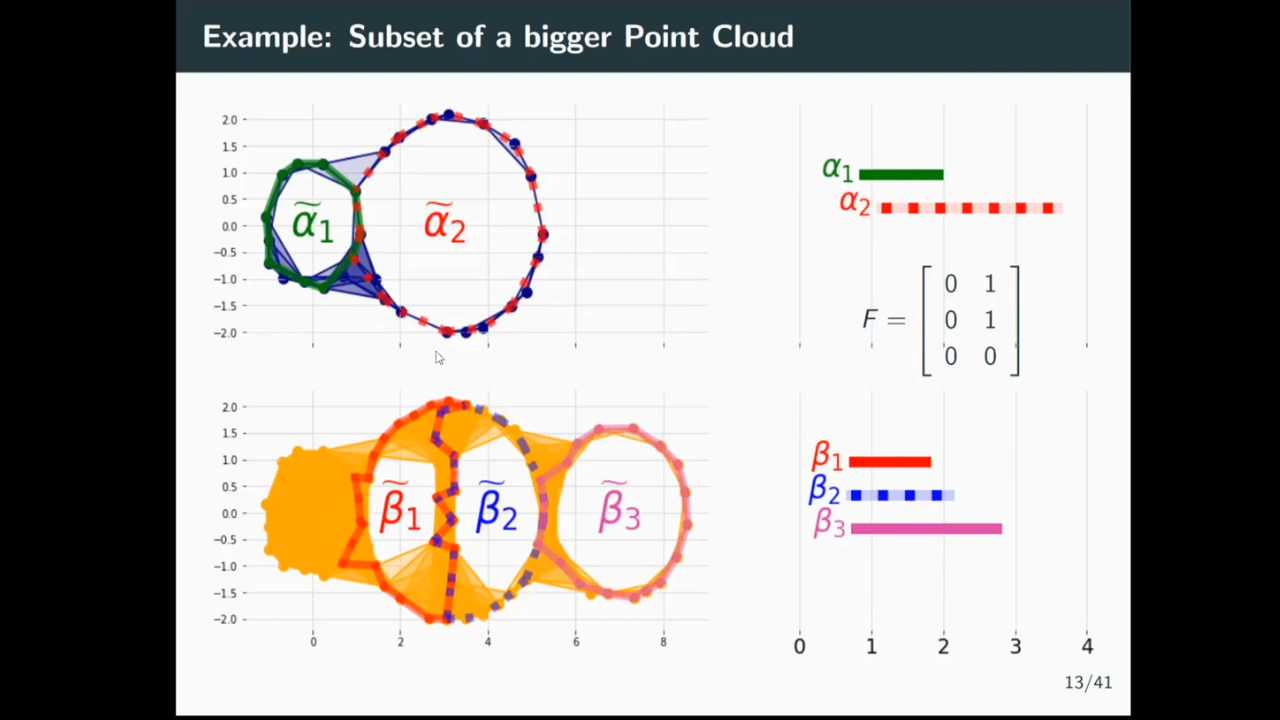 Example: Subset of a bigger Point Cloud
2.0
1.5
1.0
0.5
0.0
−0.5
−1.0
−1.5
−2.0
α̃1
α̃2
α1
α2
F =
0 1
0 1
0 0
2.0
1.5
1.0
0.5
0.0
−0.5
−1.0
−1.5
−2.0
β̃1
β̃2
β̃3
0 2 4 6 8
β1
β2
β3
0 1 2 3 4
13/41